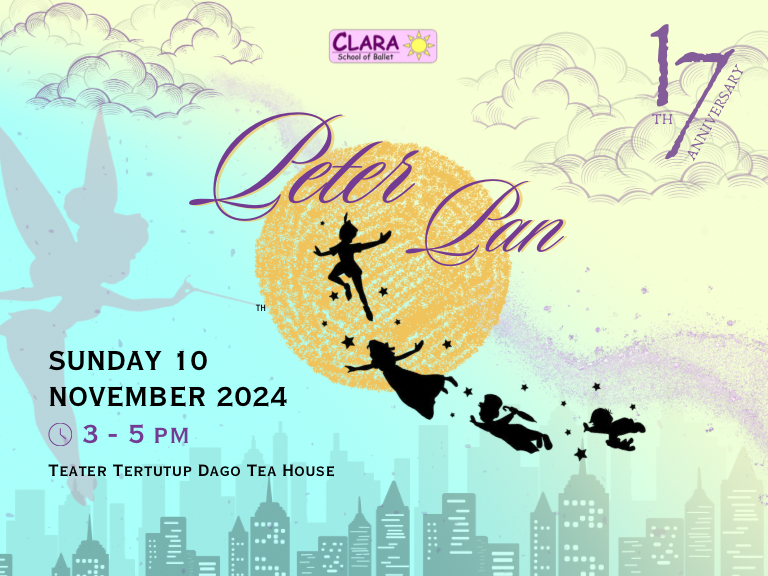 CLARA
School of Ballet
17
TH
ANNIVERSARY
Peter
Pan
TH
SUNDAY 10
NOVEMBER 2024
3 - 5 PM
Teater Tertutup Dago Tea House